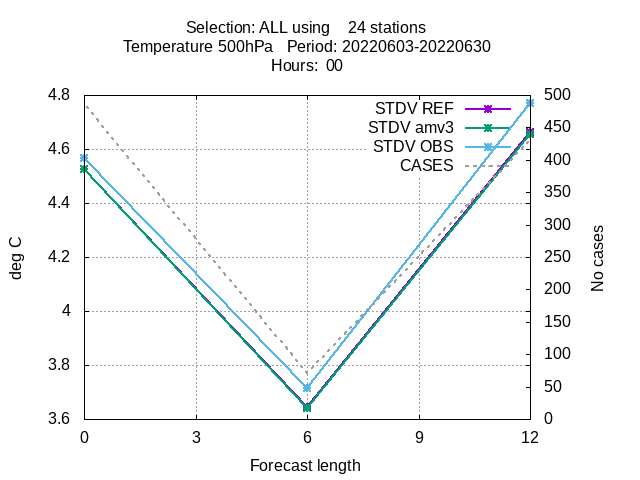 Selection: ALL using    24 stations
Temperature 500hPa   Period: 20220603-20220630
Hours:  00
STDV REF
STDV amv3
STDV OBS
CASES
deg C
4.8
4.6
4.4
4.2
4
3.8
3.6
500
450
400
350
300
250
200
150
100
50
0
No cases
0 3 6 9 12
Forecast length